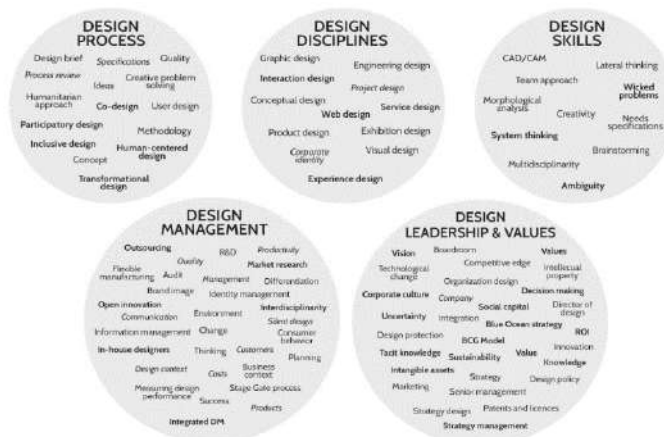 DESIGN
PROCESS
Design brief
Specifications
Quality
Process review
Ideas
Creative problem
solving
Humanitarian
approach
Co-design
User design
Participatory design
Methodology
Inclusive design
Human-centered
design
Concept
Transformational
design
DESIGN
DISCIPLINES
Graphic design
Engineering design
Interaction design
Project design
Conceptual design
Service design
Web design
Product design
Exhibition design
Corporate
identity
Visual design
Experience design
DESIGN
SKILLS
CAD/CAM
Lateral thinking
Team approach
Wicked
problems
Morphological
analysis
Creativity
Needs
specifications
System thinking
Brainstorming
Multidisciplinarity
Ambiguity
DESIGN
MANAGEMENT
Outsourcing
R&D
Productivity
Quality
Market research
Flexible
manufacturing
Audit
Management
Differentiation
Brand image
Identity management
Open innovation
Interdisciplinarity
Communication
Environment
Silent design
Information management
Change
Consumer
behavior
In-house designers
Thinking
Customers
Planning
Design context
Costs
Business
context
Measuring design
performance
Stage Gate process
Success
Products
Integrated DM
DESIGN
LEADERSHIP & VALUES
Vision
Boardroom
Values
Competitive edge
Technological
change
Intellecual
property
Organization design
Decision making
Corporate culture
Company
Social capital
Director of
design
Uncertainty
Integration
Blue Ocean strategy
ROI
Design protection
BCG Model
Innovation
Tacit knowledge
Sustainability
Value
Knowledge
Intangible assets
Strategy
Design policy
Marketing
Senior management
Strategy design
Patents and licences
Strategy management